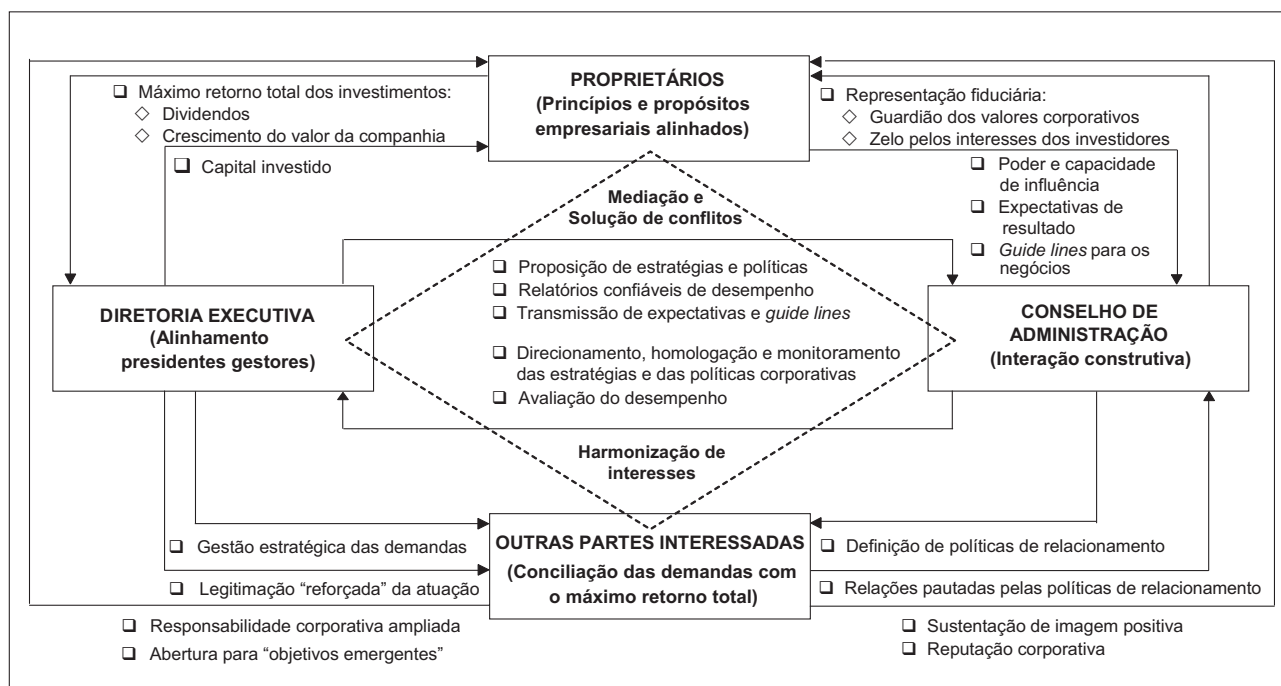 PROPRIETÁRIOS
(Princípios e propósitos
empresariais alinhados)
❑ Máximo retorno total dos investimentos:
◇ Dividendos
◇ Crescimento do valor da companhia
❑ Capital investido
❑ Representação fiduciária:
◇ Guardião dos valores corporativos
◇ Zelo pelos interesses dos investidores
❑ Poder e capacidade
de influência
❑ Expectativas de
resultado
❑ Guide lines para os
negócios
Mediação e
Solução de conflitos
❑ Proposição de estratégias e políticas
❑ Relatórios confiáveis de desempenho
❑ Transmissão de expectativas e guide lines
❑ Direcionamento, homologação e monitoramento
das estratégias e das políticas corporativas
❑ Avaliação do desempenho
DIRETORIA EXECUTIVA
(Alinhamento
presidentes gestores)
CONSELHO DE
ADMINISTRAÇÃO
(Interação construtiva)
Harmonização de
interesses
OUTRAS PARTES INTERESSADAS
(Conciliação das demandas com
o máximo retorno total)
❑ Gestão estratégica das demandas
❑ Legitimação “reforçada” da atuação
❑ Responsabilidade corporativa ampliada
❑ Abertura para “objetivos emergentes”
❑ Definição de políticas de relacionamento
❑ Relações pautadas pelas políticas de relacionamento
❑ Sustentação de imagem positiva
❑ Reputação corporativa